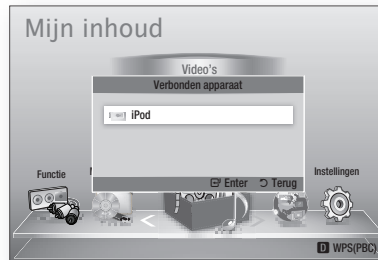 Mijn inhoud
Video's
Verbonden apparaat
iPod
Functie
Instellingen
Enter Terug
D WPS(PBC)